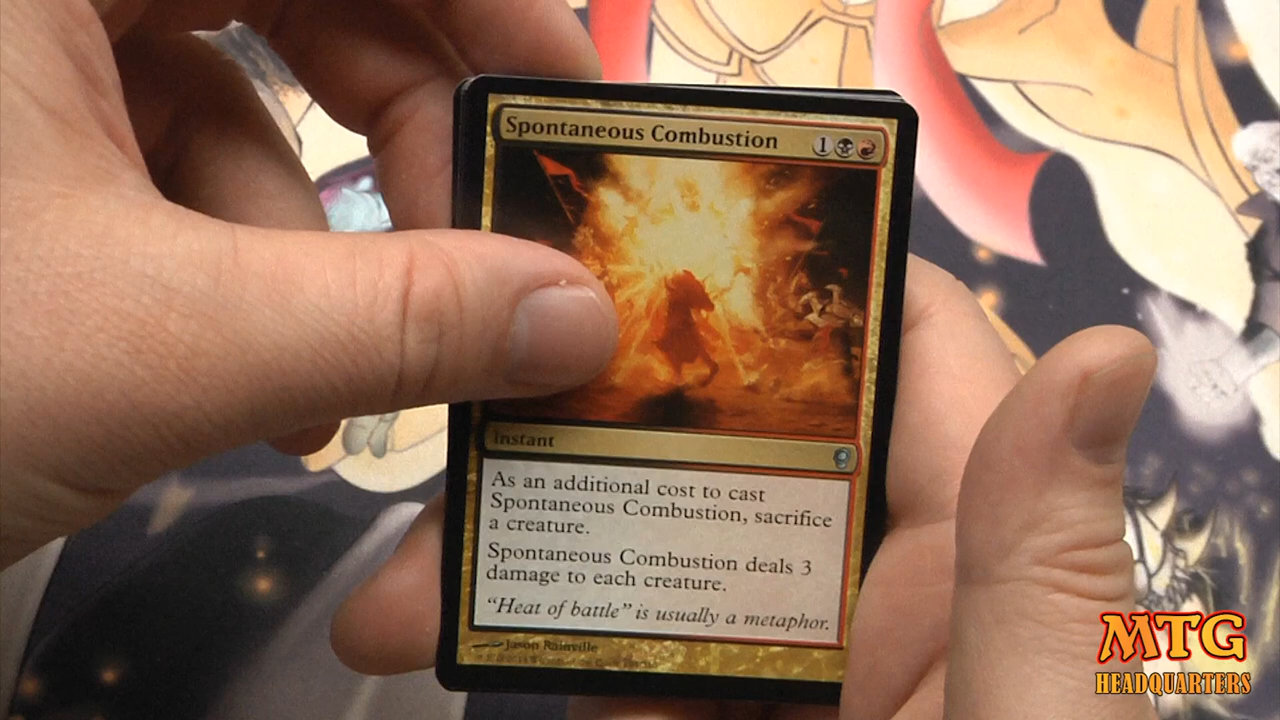 Spontaneous Combustion 1
Instant
As an additional cost to cast
Spontaneous Combustion, sacrifice
a creature.
Spontaneous Combustion deals 3
damage to each creature.
“Heat of battle” is usually a metaphor.
Jason Rainville
MTG
HEADQUARTERS